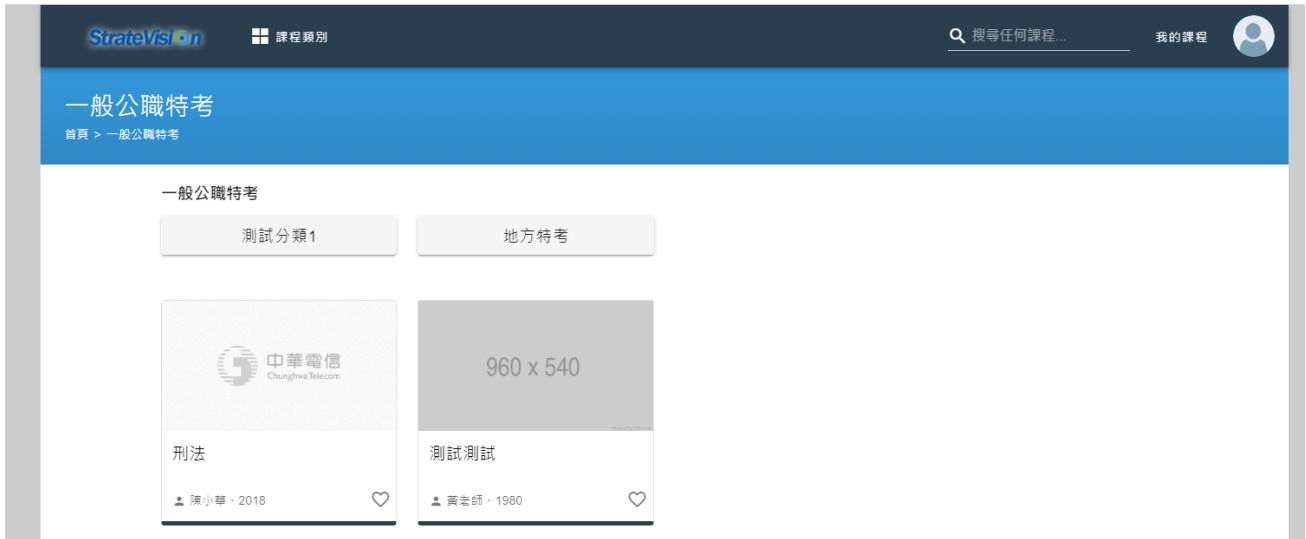 StrateVision
課程類別
搜尋任何課程...
我的課程
一般公職特考
首頁 > 一般公職特考
一般公職特考
測試分類1
地方特考
中華電信
Chunghwa Telecom
960 x 540
刑法
測試測試
陳小華・2018
黃老師・1980